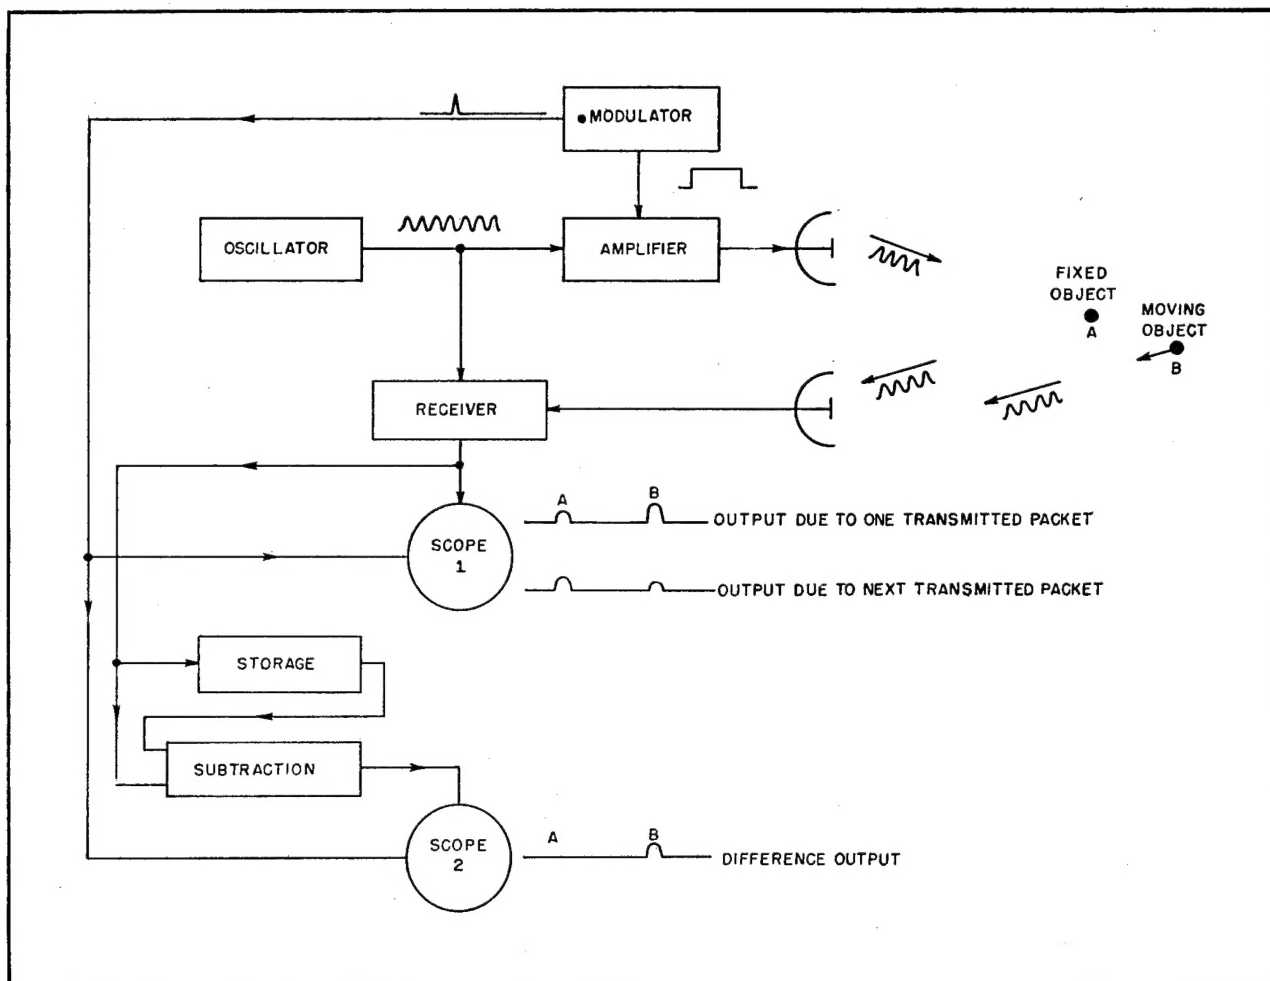 MODULATOR
OSCILLATOR
AMPLIFIER
FIXED
OBJECT
A
MOVING
OBJECT
B
RECEIVER
SCOPE
1
A B
OUTPUT DUE TO ONE TRANSMITTED PACKET
OUTPUT DUE TO NEXT TRANSMITTED PACKET
STORAGE
SUBTRACTION
SCOPE
2
A B
DIFFERENCE OUTPUT